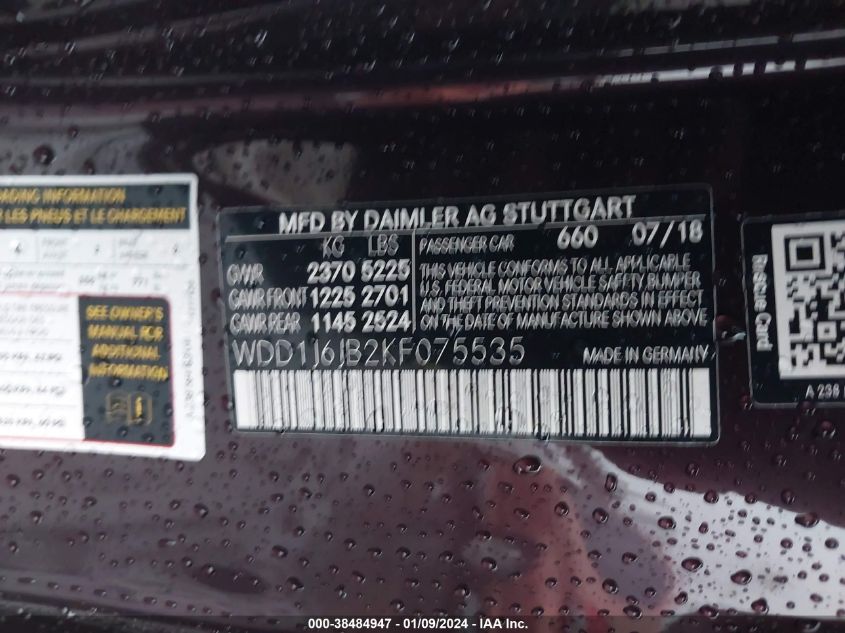 ADING INFORMATION
LES PNEUS ET LE CHARGEMENT
SEE OWNER'S
MANUAL FOR
ADDITIONAL
INFORMATION
MFD BY DAIMLER AG STUTTGART
KG LBS
GVWR 2370 5225
GAWR FRONT 1225 2701
GAWR REAR 1145 2524
PASSENGER CAR 660 07/18
THIS VEHICLE CONFORMS TO ALL APPLICABLE
U.S. FEDERAL MOTOR VEHICLE SAFETY BUMPER
AND THEFT PREVENTION STANDARDS IN EFFECT
ON THE DATE OF MANUFACTURE SHOWN ABOVE
WDD1J6JB2KF075535
MADE IN GERMANY
Rescue Card
A 238
000-38484947 - 01/09/2024 - IAA Inc.